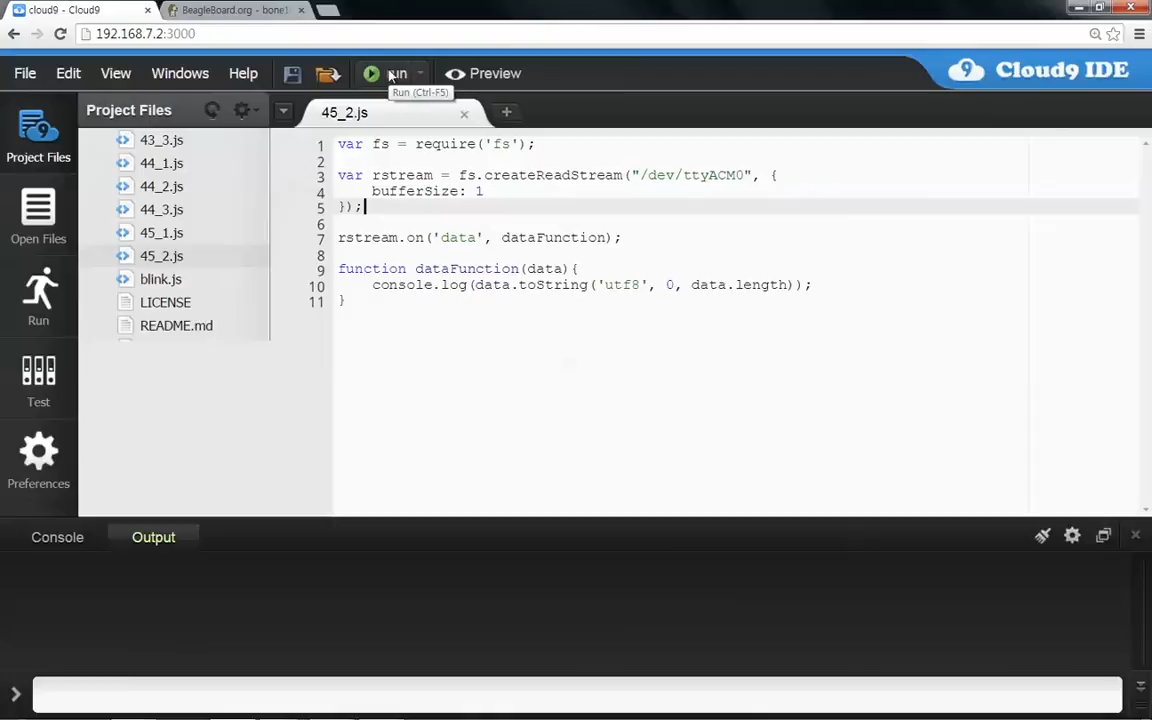 cloud9 - Cloud9
BeagleBoard.org - bone1
192.168.7.2:3000
File Edit View Windows Help run Preview
Cloud9 IDE
Run (Ctrl-F5)
Project Files
45_2.js
Project Files
Open Files
Run
Test
Preferences
43_3.js
44_1.js
44_2.js
44_3.js
45_1.js
45_2.js
blink.js
LICENSE
README.md
1 var fs = require('fs');
2
3 var rstream = fs.createReadStream("/dev/ttyACM0", {
4 bufferSize: 1
5 });
6
7 rstream.on('data', dataFunction);
8
9 function dataFunction(data){
10 console.log(data.toString('utf8', 0, data.length));
11 }
Console Output